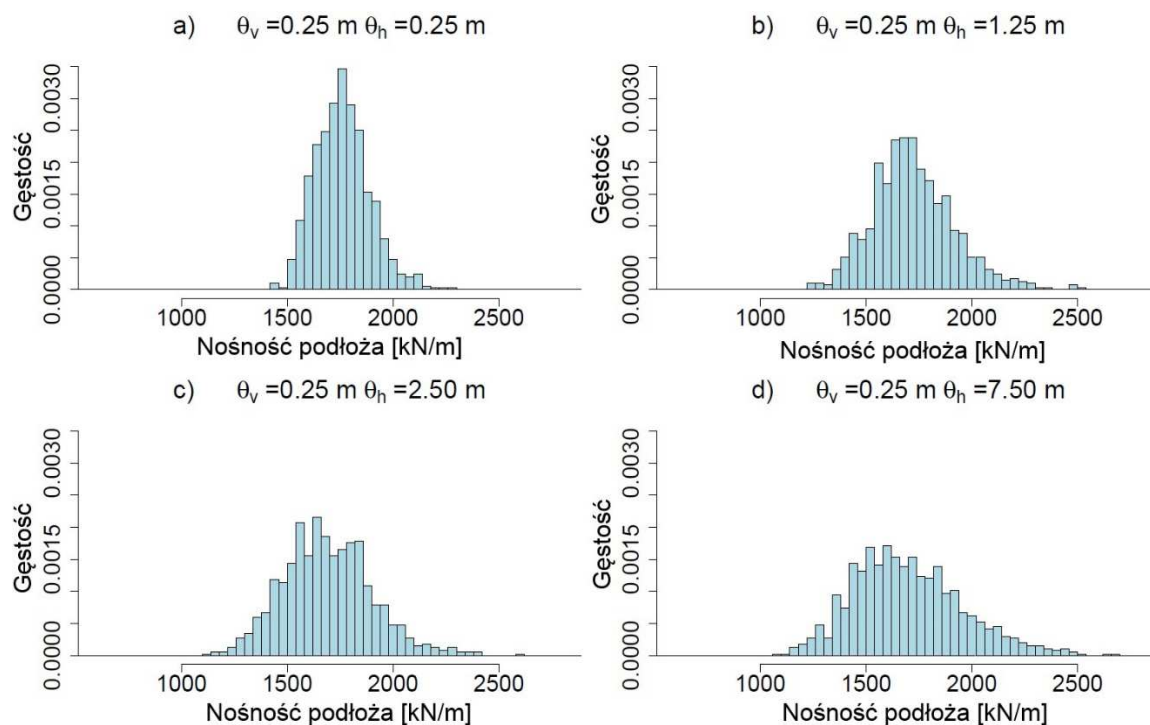 a) θv =0.25 m θh =0.25 m
b) θv =0.25 m θh =1.25 m
Gęstość
0.0000 0.0015 0.0030
1000 1500 2000 2500
Nośność podłoża [kN/m]
Gęstość
0.0000 0.0015 0.0030
1000 1500 2000 2500
Nośność podłoża [kN/m]
c) θv =0.25 m θh =2.50 m
d) θv =0.25 m θh =7.50 m
Gęstość
0.0000 0.0015 0.0030
1000 1500 2000 2500
Nośność podłoża [kN/m]
Gęstość
0.0000 0.0015 0.0030
1000 1500 2000 2500
Nośność podłoża [kN/m]